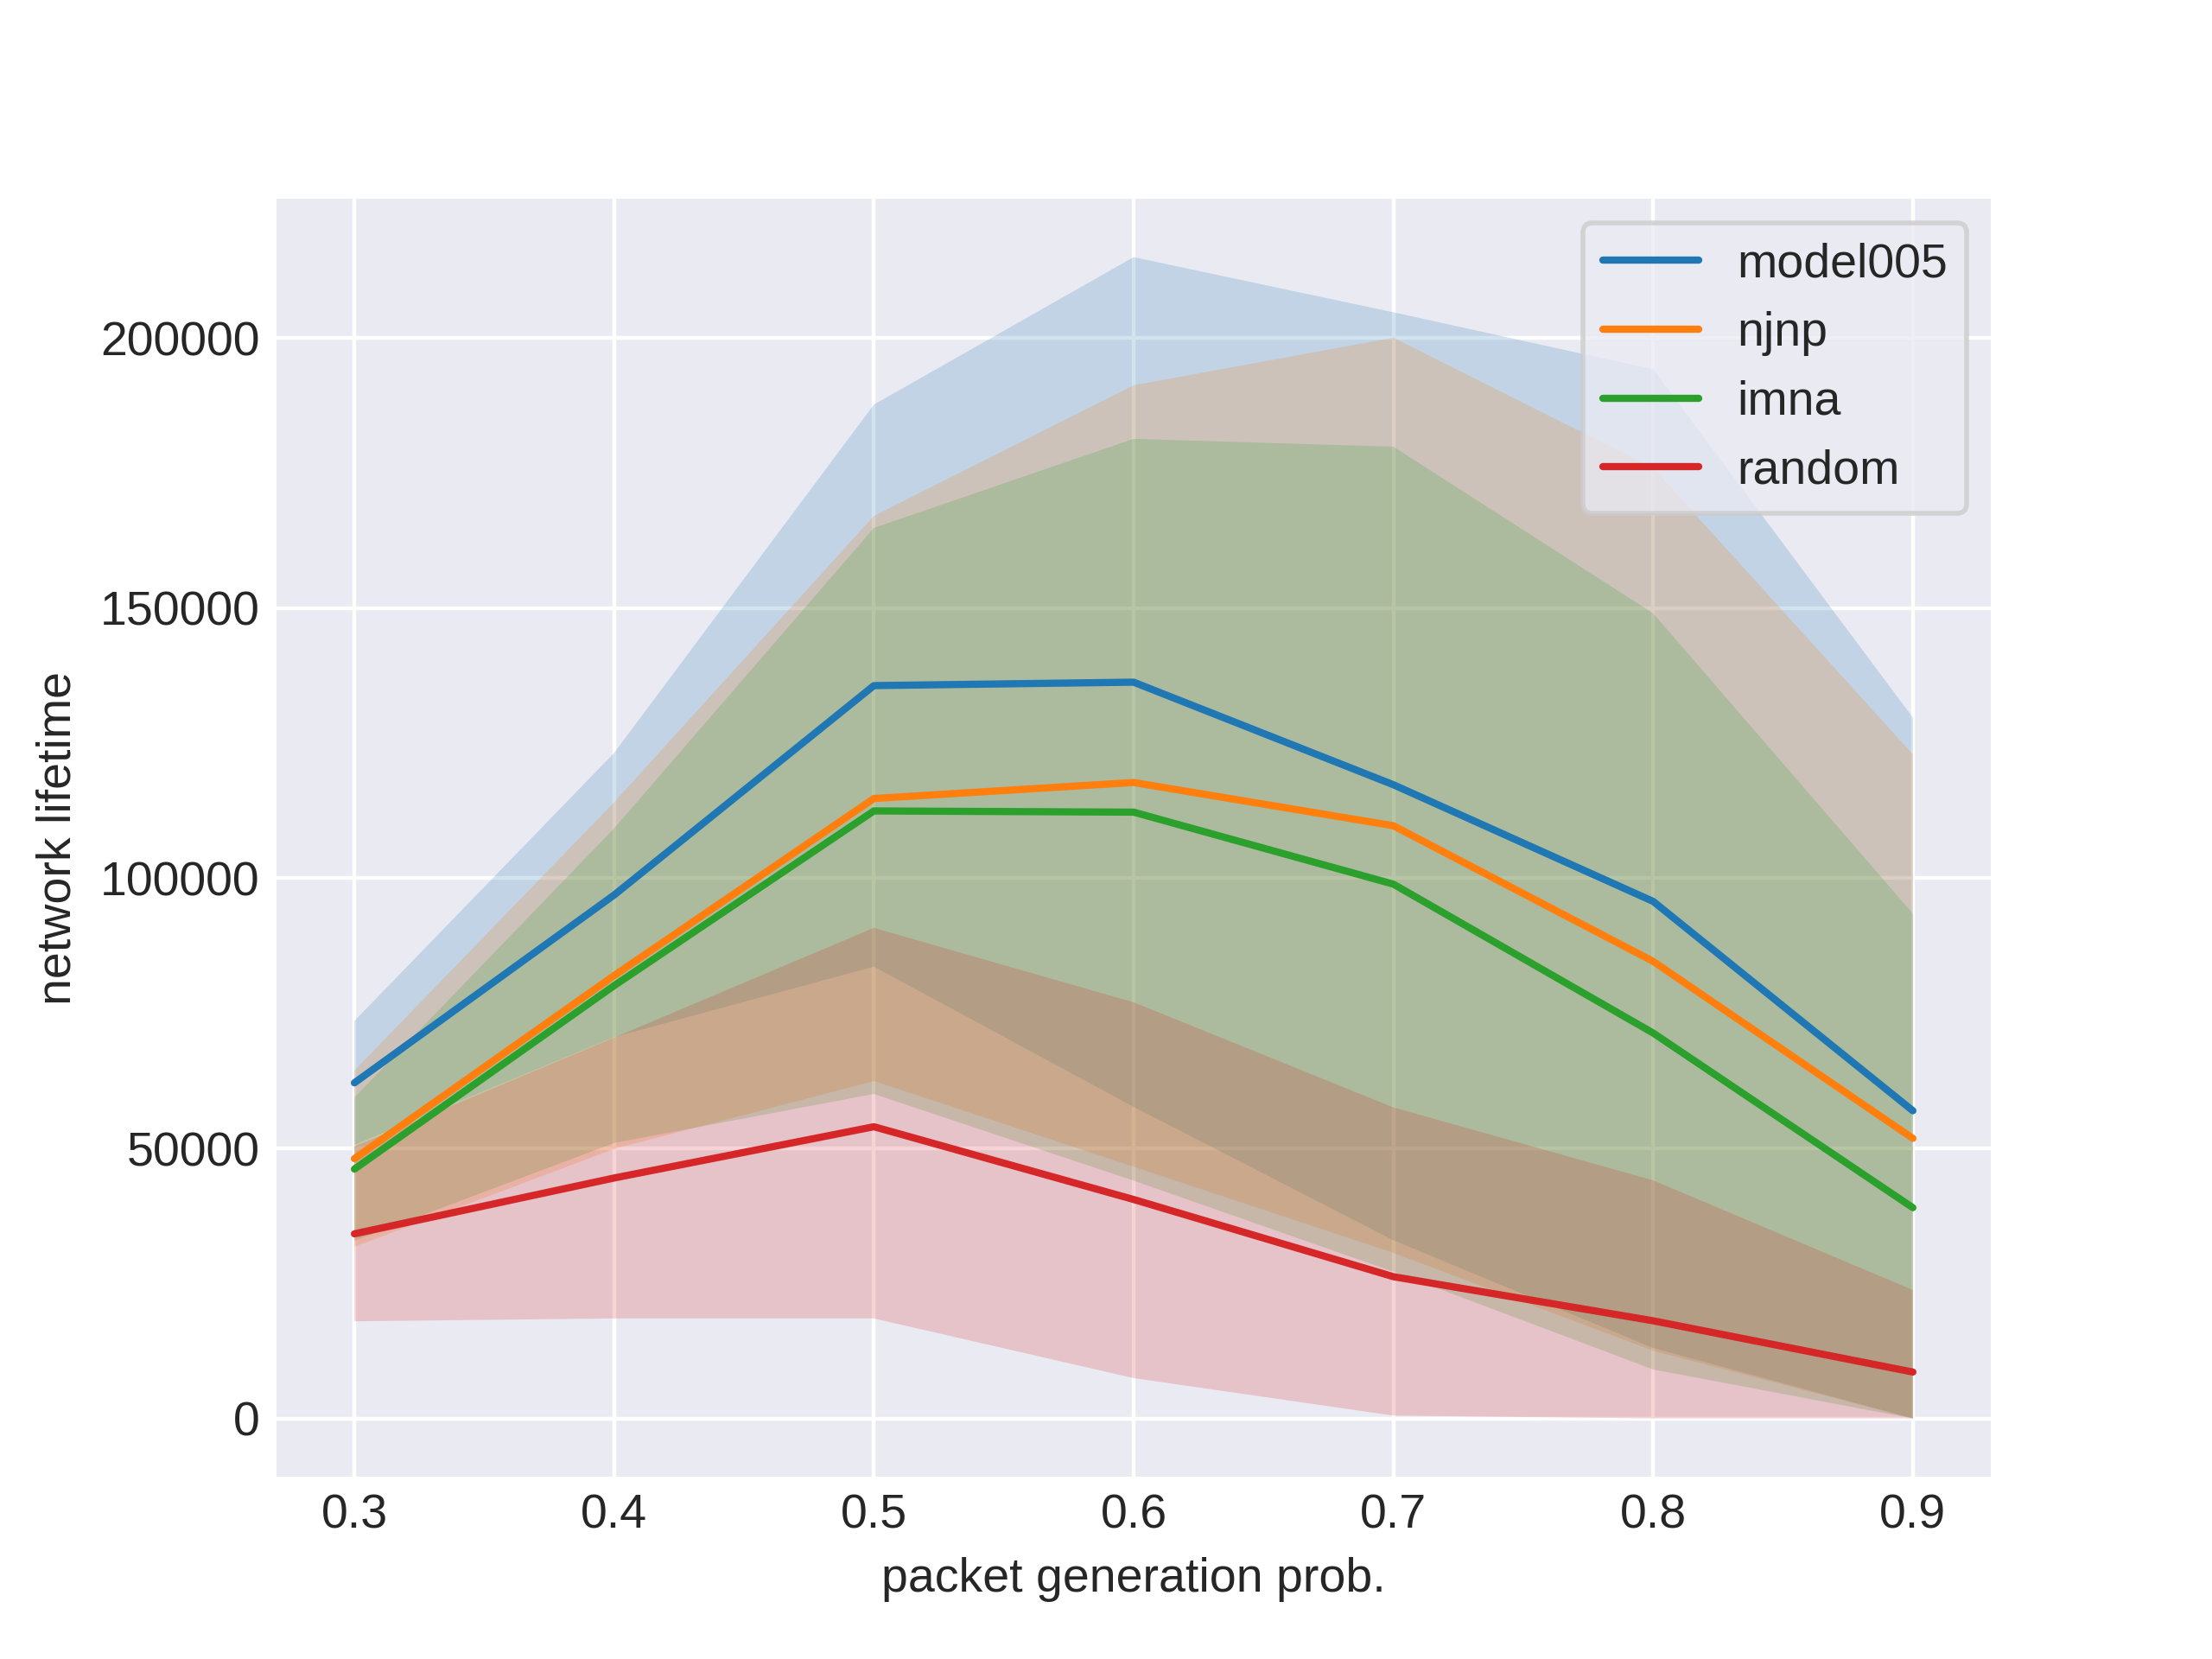 model005
njnp
imna
random
200000
150000
100000
50000
0
network lifetime
0.3 0.4 0.5 0.6 0.7 0.8 0.9
packet generation prob.